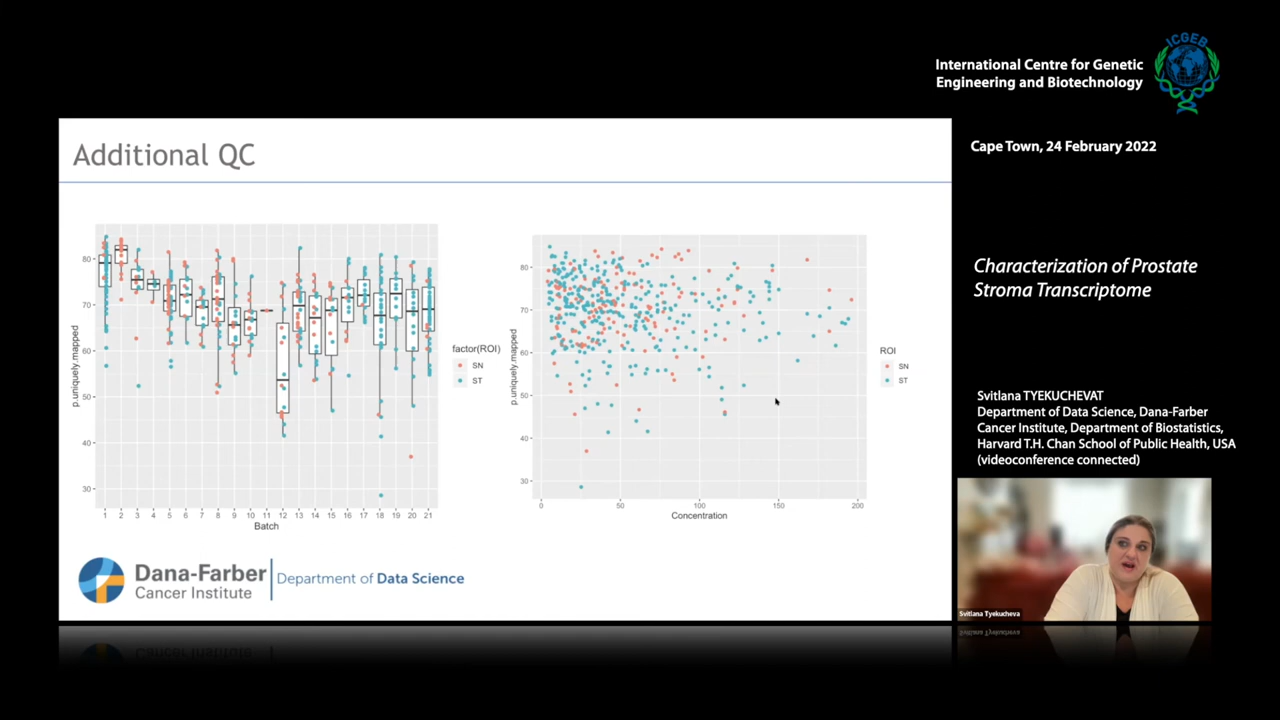 International Centre for Genetic
Engineering and Biotechnology
ICGEB
Cape Town, 24 February 2022
Characterization of Prostate
Stroma Transcriptome
Svitlana TYEKUCHEVAT
Department of Data Science, Dana-Farber
Cancer Institute, Department of Biostatistics,
Harvard T.H. Chan School of Public Health, USA
(videoconference connected)
Svitlana Tyekucheva
Additional QC
p.uniquely.mapped
80
70
60
50
40
30
1 2 3 4 5 6 7 8 9 10 11 12 13 14 15 16 17 18 19 20 21
Batch
factor(ROI)
SN
ST
p.uniquely.mapped
80
70
60
50
40
30
0 50 100 150 200
Concentration
ROI
SN
ST
Dana-Farber
Cancer Institute
Department of Data Science